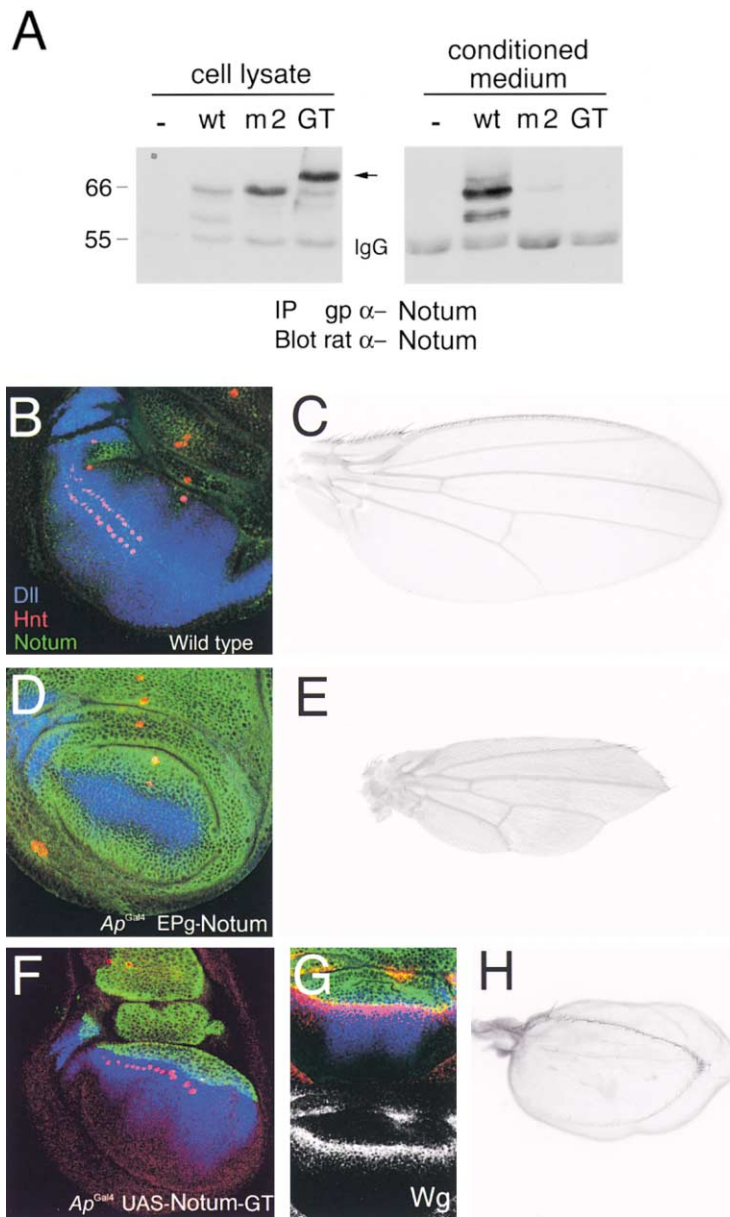 A
cell lysate
conditioned medium
- wt m2 GT
- wt m2 GT
66
55
IgG
IP gp α– Notum
Blot rat α– Notum
B
Dll
Hnt
Notum
Wild type
C
D
Ap^Gal4 EPg-Notum
E
F
Ap^Gal4 UAS-Notum-GT
G
Wg
H